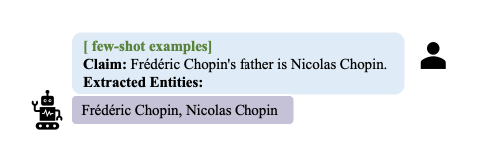 [ few-shot examples]
Claim: Frédéric Chopin's father is Nicolas Chopin.
Extracted Entities:
Frédéric Chopin, Nicolas Chopin